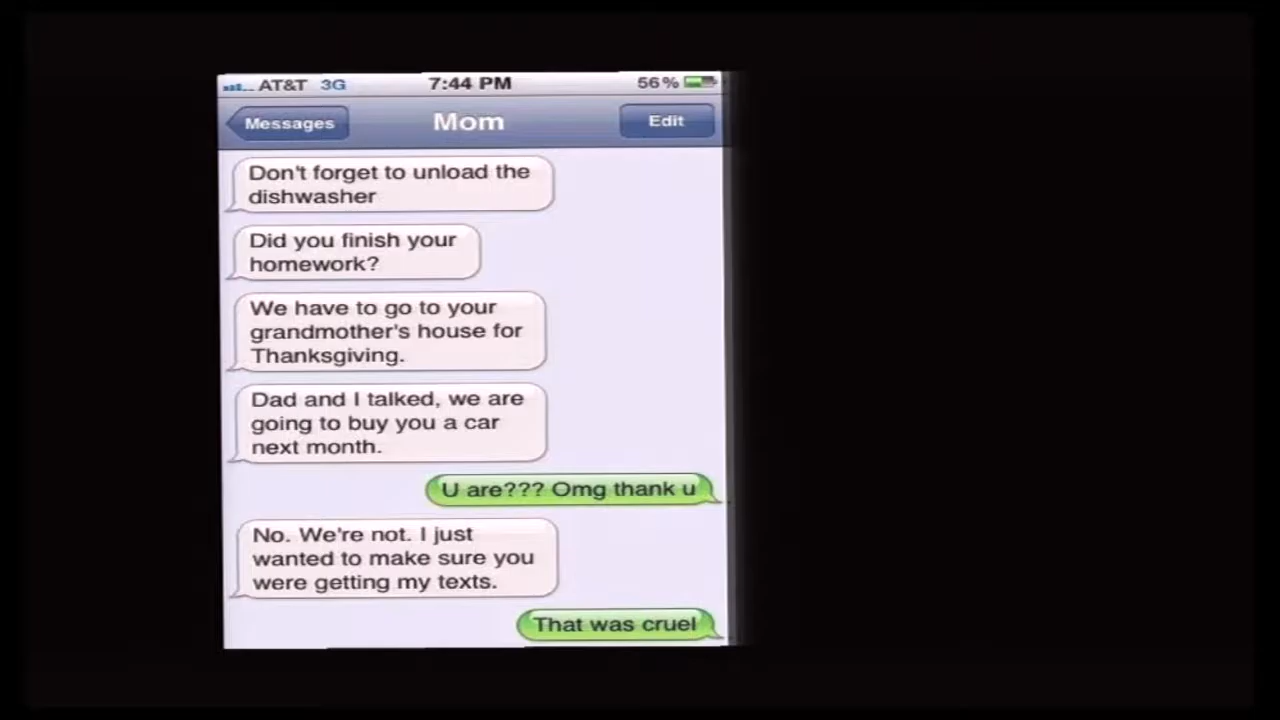 AT&T 3G 7:44 PM 56%
Messages Mom Edit
Don't forget to unload the
dishwasher
Did you finish your
homework?
We have to go to your
grandmother's house for
Thanksgiving.
Dad and I talked, we are
going to buy you a car
next month.
U are??? Omg thank u
No. We're not. I just
wanted to make sure you
were getting my texts.
That was cruel